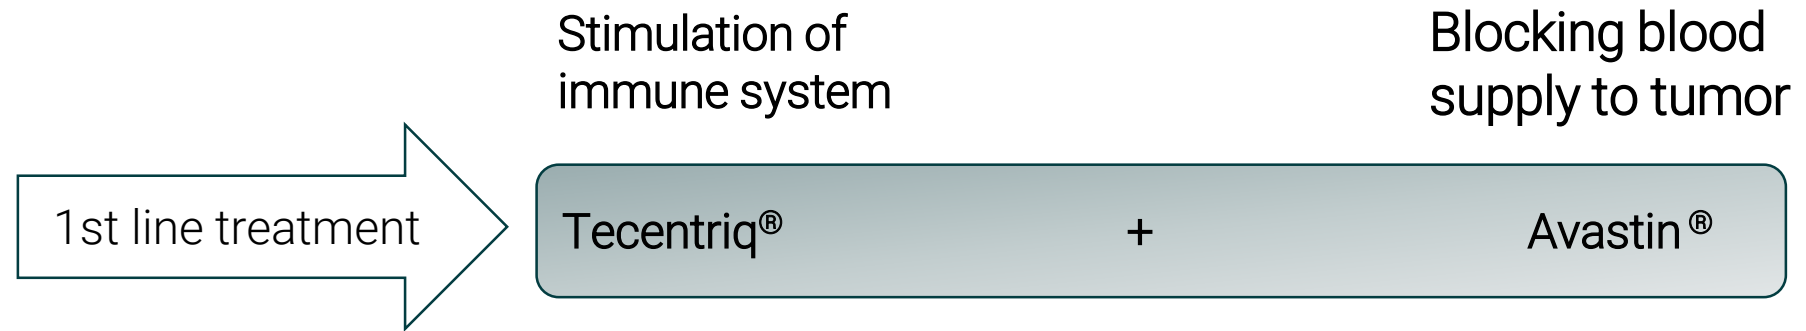 Stimulation of
immune system
Blocking blood
supply to tumor
1st line treatment
Tecentriq® + Avastin ®